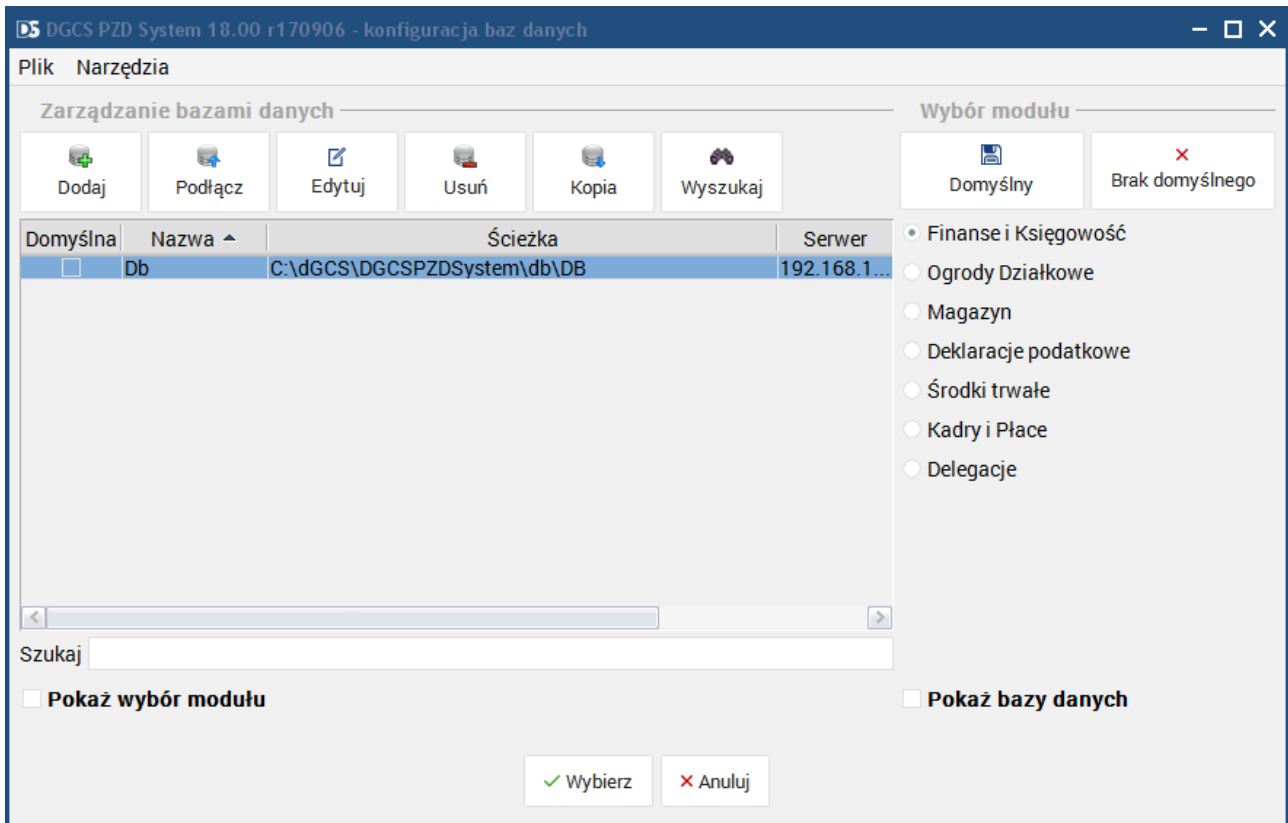 DS DGCS PZD System 18.00 r170906 - konfiguracja baz danych
Plik Narzędzia
Zarządzanie bazami danych
Dodaj Podłącz Edytuj Usuń Kopia Wyszukaj
Domyślna Nazwa Ścieżka Serwer
Db C:\dGCS\DGCSPZDSystem\db\DB 192.168.1...
Szukaj
Pokaż wybór modułu
Wybór modułu
Domyślny Brak domyślnego
Finanse i Księgowość
Ogrody Działkowe
Magazyn
Deklaracje podatkowe
Środki trwałe
Kadry i Płace
Delegacje
Pokaż bazy danych
Wybierz Anuluj